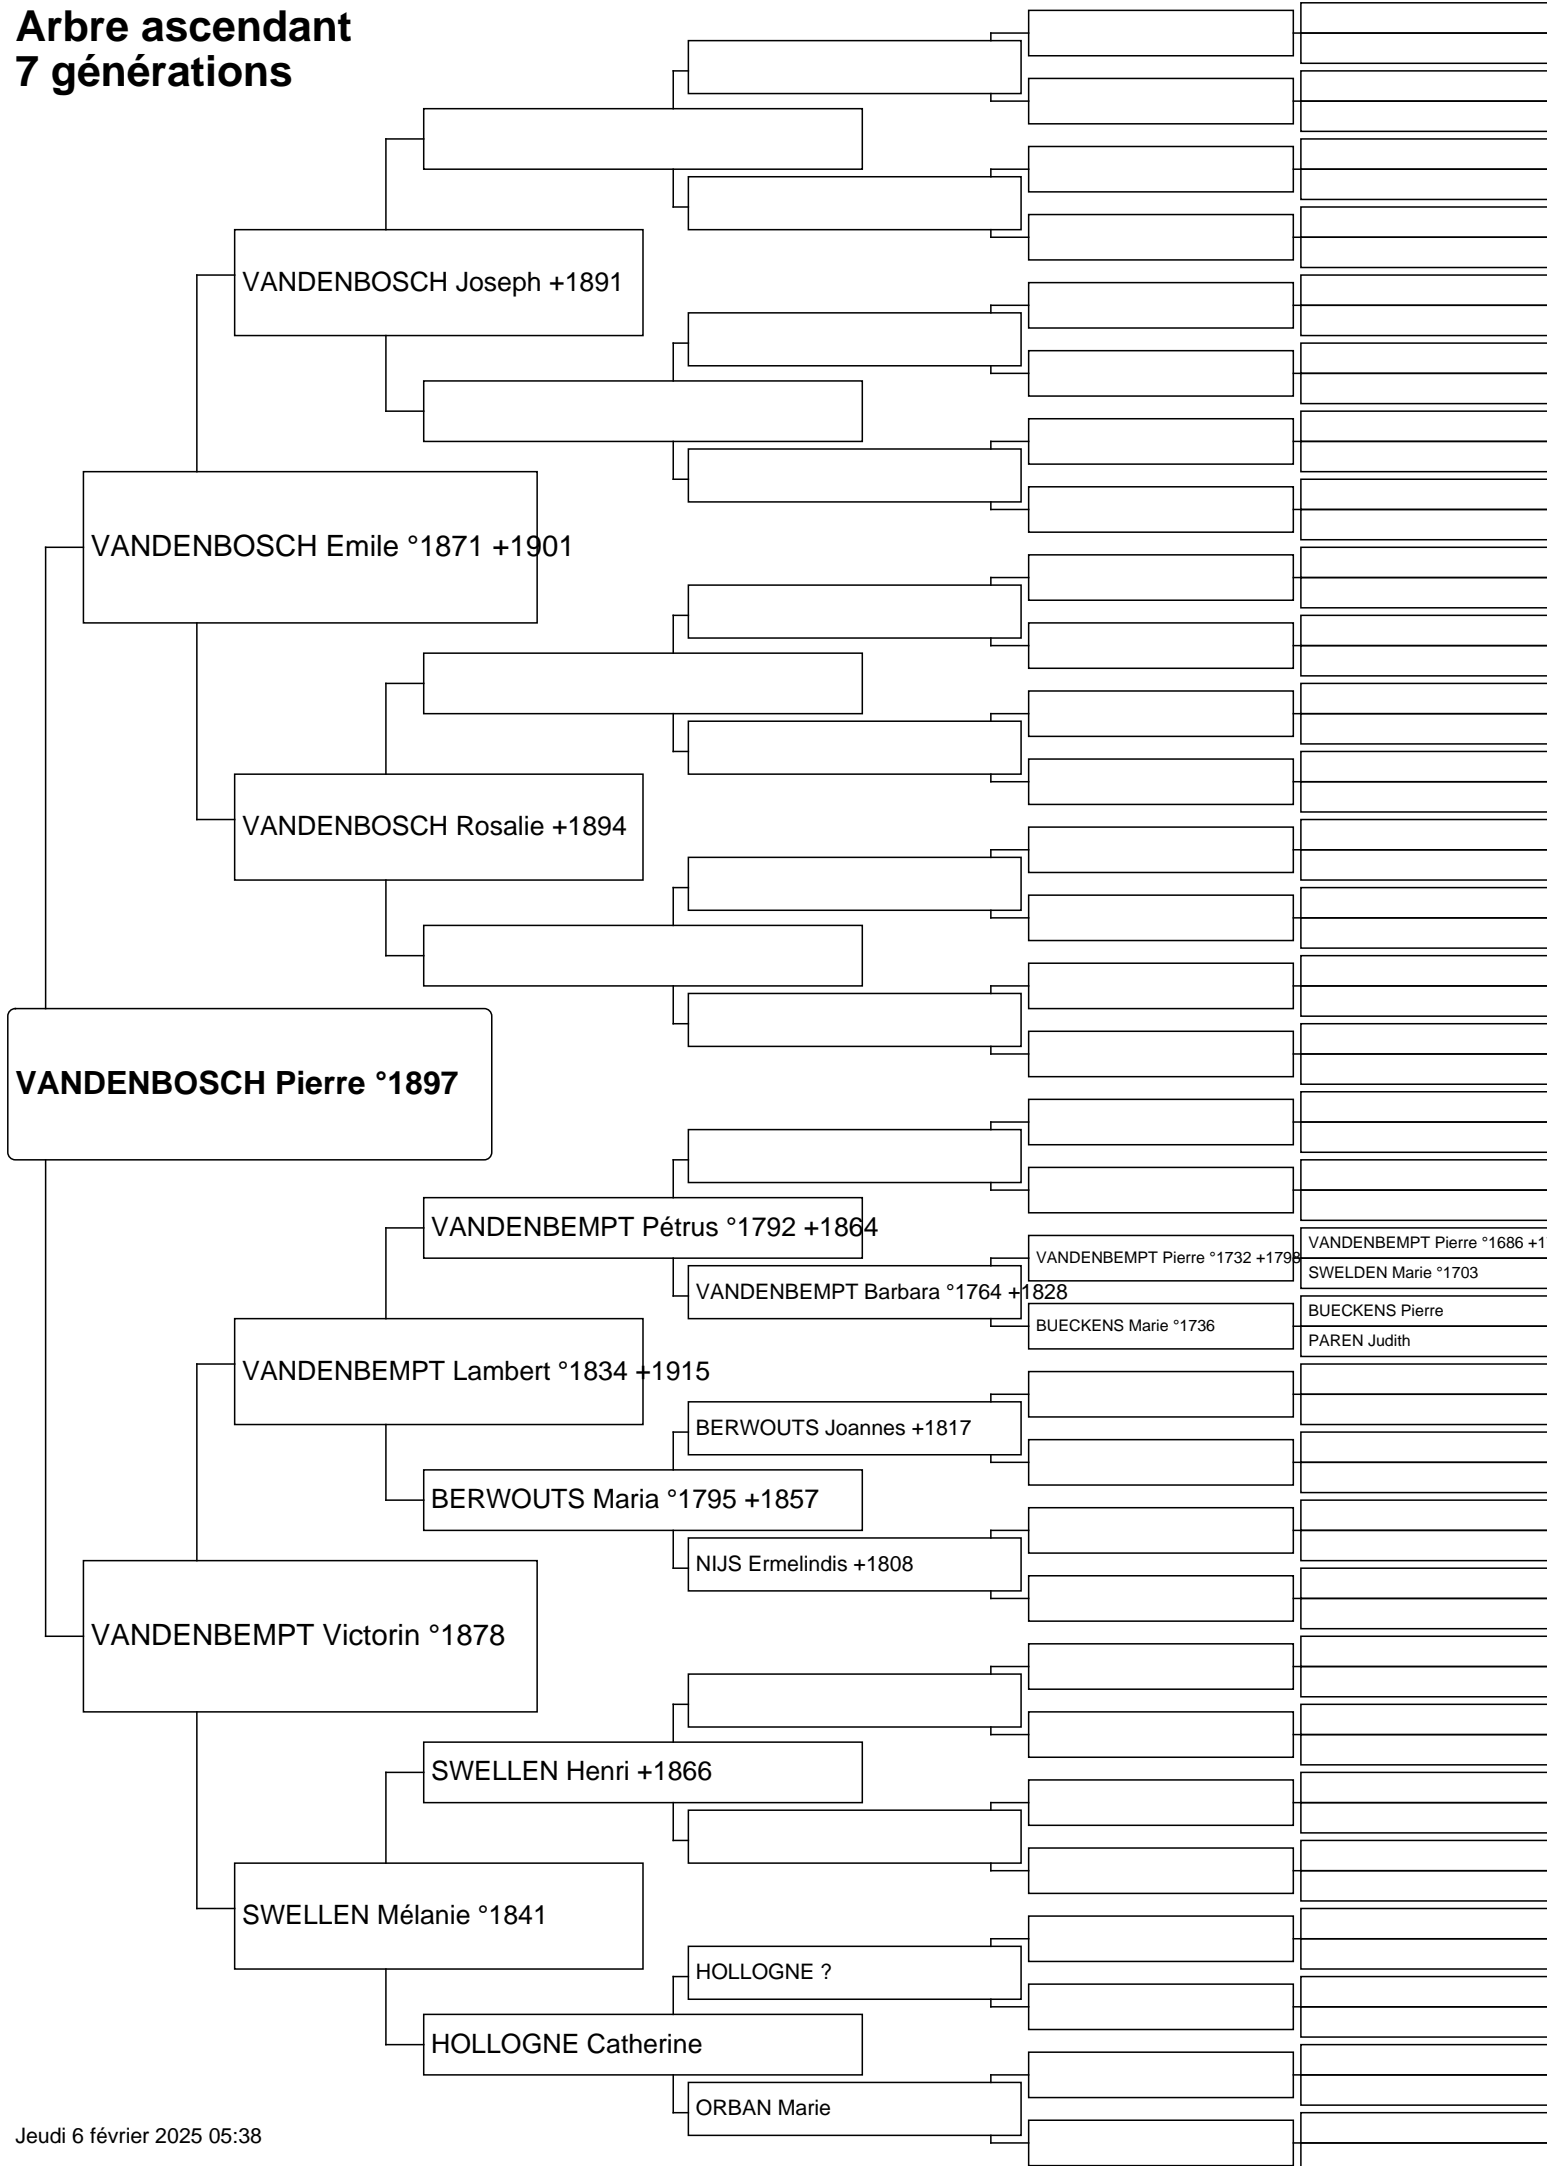 Arbre ascendant
7 générations
VANDENBOSCH Joseph +1891
VANDENBOSCH Emile °1871 +1901
VANDENBOSCH Rosalie +1894
VANDENBOSCH Pierre °1897
VANDENBEMPT Pétrus °1792 +1864
VANDENBEMPT Pierre °1732 +1798
VANDENBEMPT Pierre °1686
SWELDEN Marie °1703
VANDENBEMPT Barbara °1764 +1828
BUECKENS Pierre
BUECKENS Marie °1736
PAREN Judith
VANDENBEMPT Lambert °1834 +1915
BERWOUTS Joannes +1817
BERWOUTS Maria °1795 +1857
NIJS Ermelindis +1808
VANDENBEMPT Victorin °1878
SWELLEN Henri +1866
SWELLEN Mélanie °1841
HOLLOGNE ?
HOLLOGNE Catherine
ORBAN Marie
Jeudi 6 février 2025 05:38